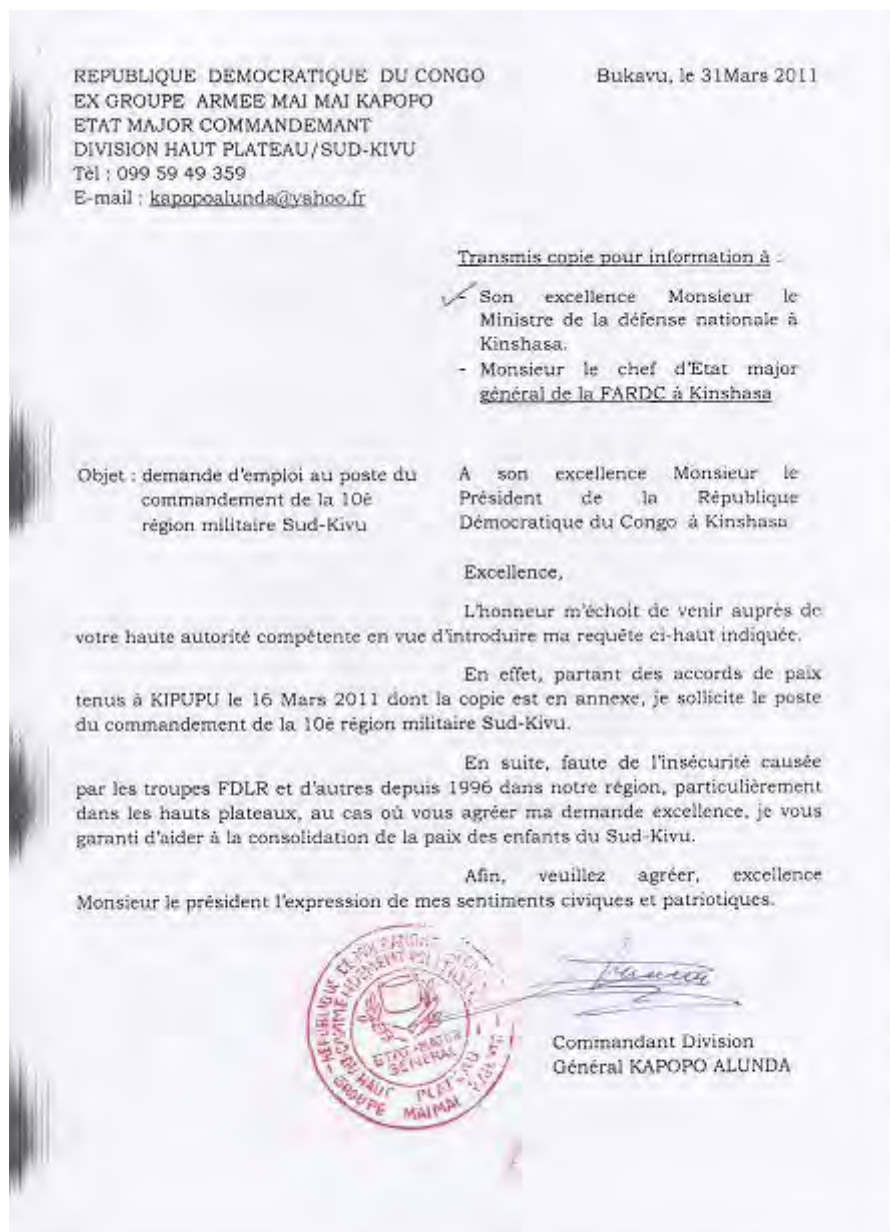 REPUBLIQUE DEMOCRATIQUE DU CONGO
EX GROUPE ARMEE MAI MAI KAPOPO
ETAT MAJOR COMMANDEMANT
DIVISION HAUT PLATEAU/SUD-KIVU
Tél : 099 59 49 359
E-mail : kapopoalunda@yahoo.fr
Bukavu, le 31Mars 2011
Transmis copie pour information à :
- Son excellence Monsieur le
Ministre de la défense nationale à
Kinshasa.
- Monsieur le chef d'Etat major
général de la FARDC à Kinshasa
Objet : demande d'emploi au poste du
commandement de la 10è
région militaire Sud-Kivu
A son excellence Monsieur le
Président de la République
Démocratique du Congo à Kinshasa
Excellence,
L'honneur m'échoit de venir auprès de
votre haute autorité compétente en vue d'introduire ma requête ci-haut indiquée.
En effet, partant des accords de paix
tenus à KIPUPU le 16 Mars 2011 dont la copie est en annexe, je sollicite le poste
du commandement de la 10è région militaire Sud-Kivu.
En suite, faute de l'insécurité causée
par les troupes FDLR et d'autres depuis 1996 dans notre région, particulièrement
dans les hauts plateaux, au cas où vous agréer ma demande excellence, je vous
garanti d'aider à la consolidation de la paix des enfants du Sud-Kivu.
Afin, veuillez agréer, excellence
Monsieur le président l'expression de mes sentiments civiques et patriotiques.
REPUBLIQUE
DU HAUT PLATEAU
GROUPE MAIMAI
ETAT MAJOR
GENERAL
Commandant Division
Général KAPOPO ALUNDA